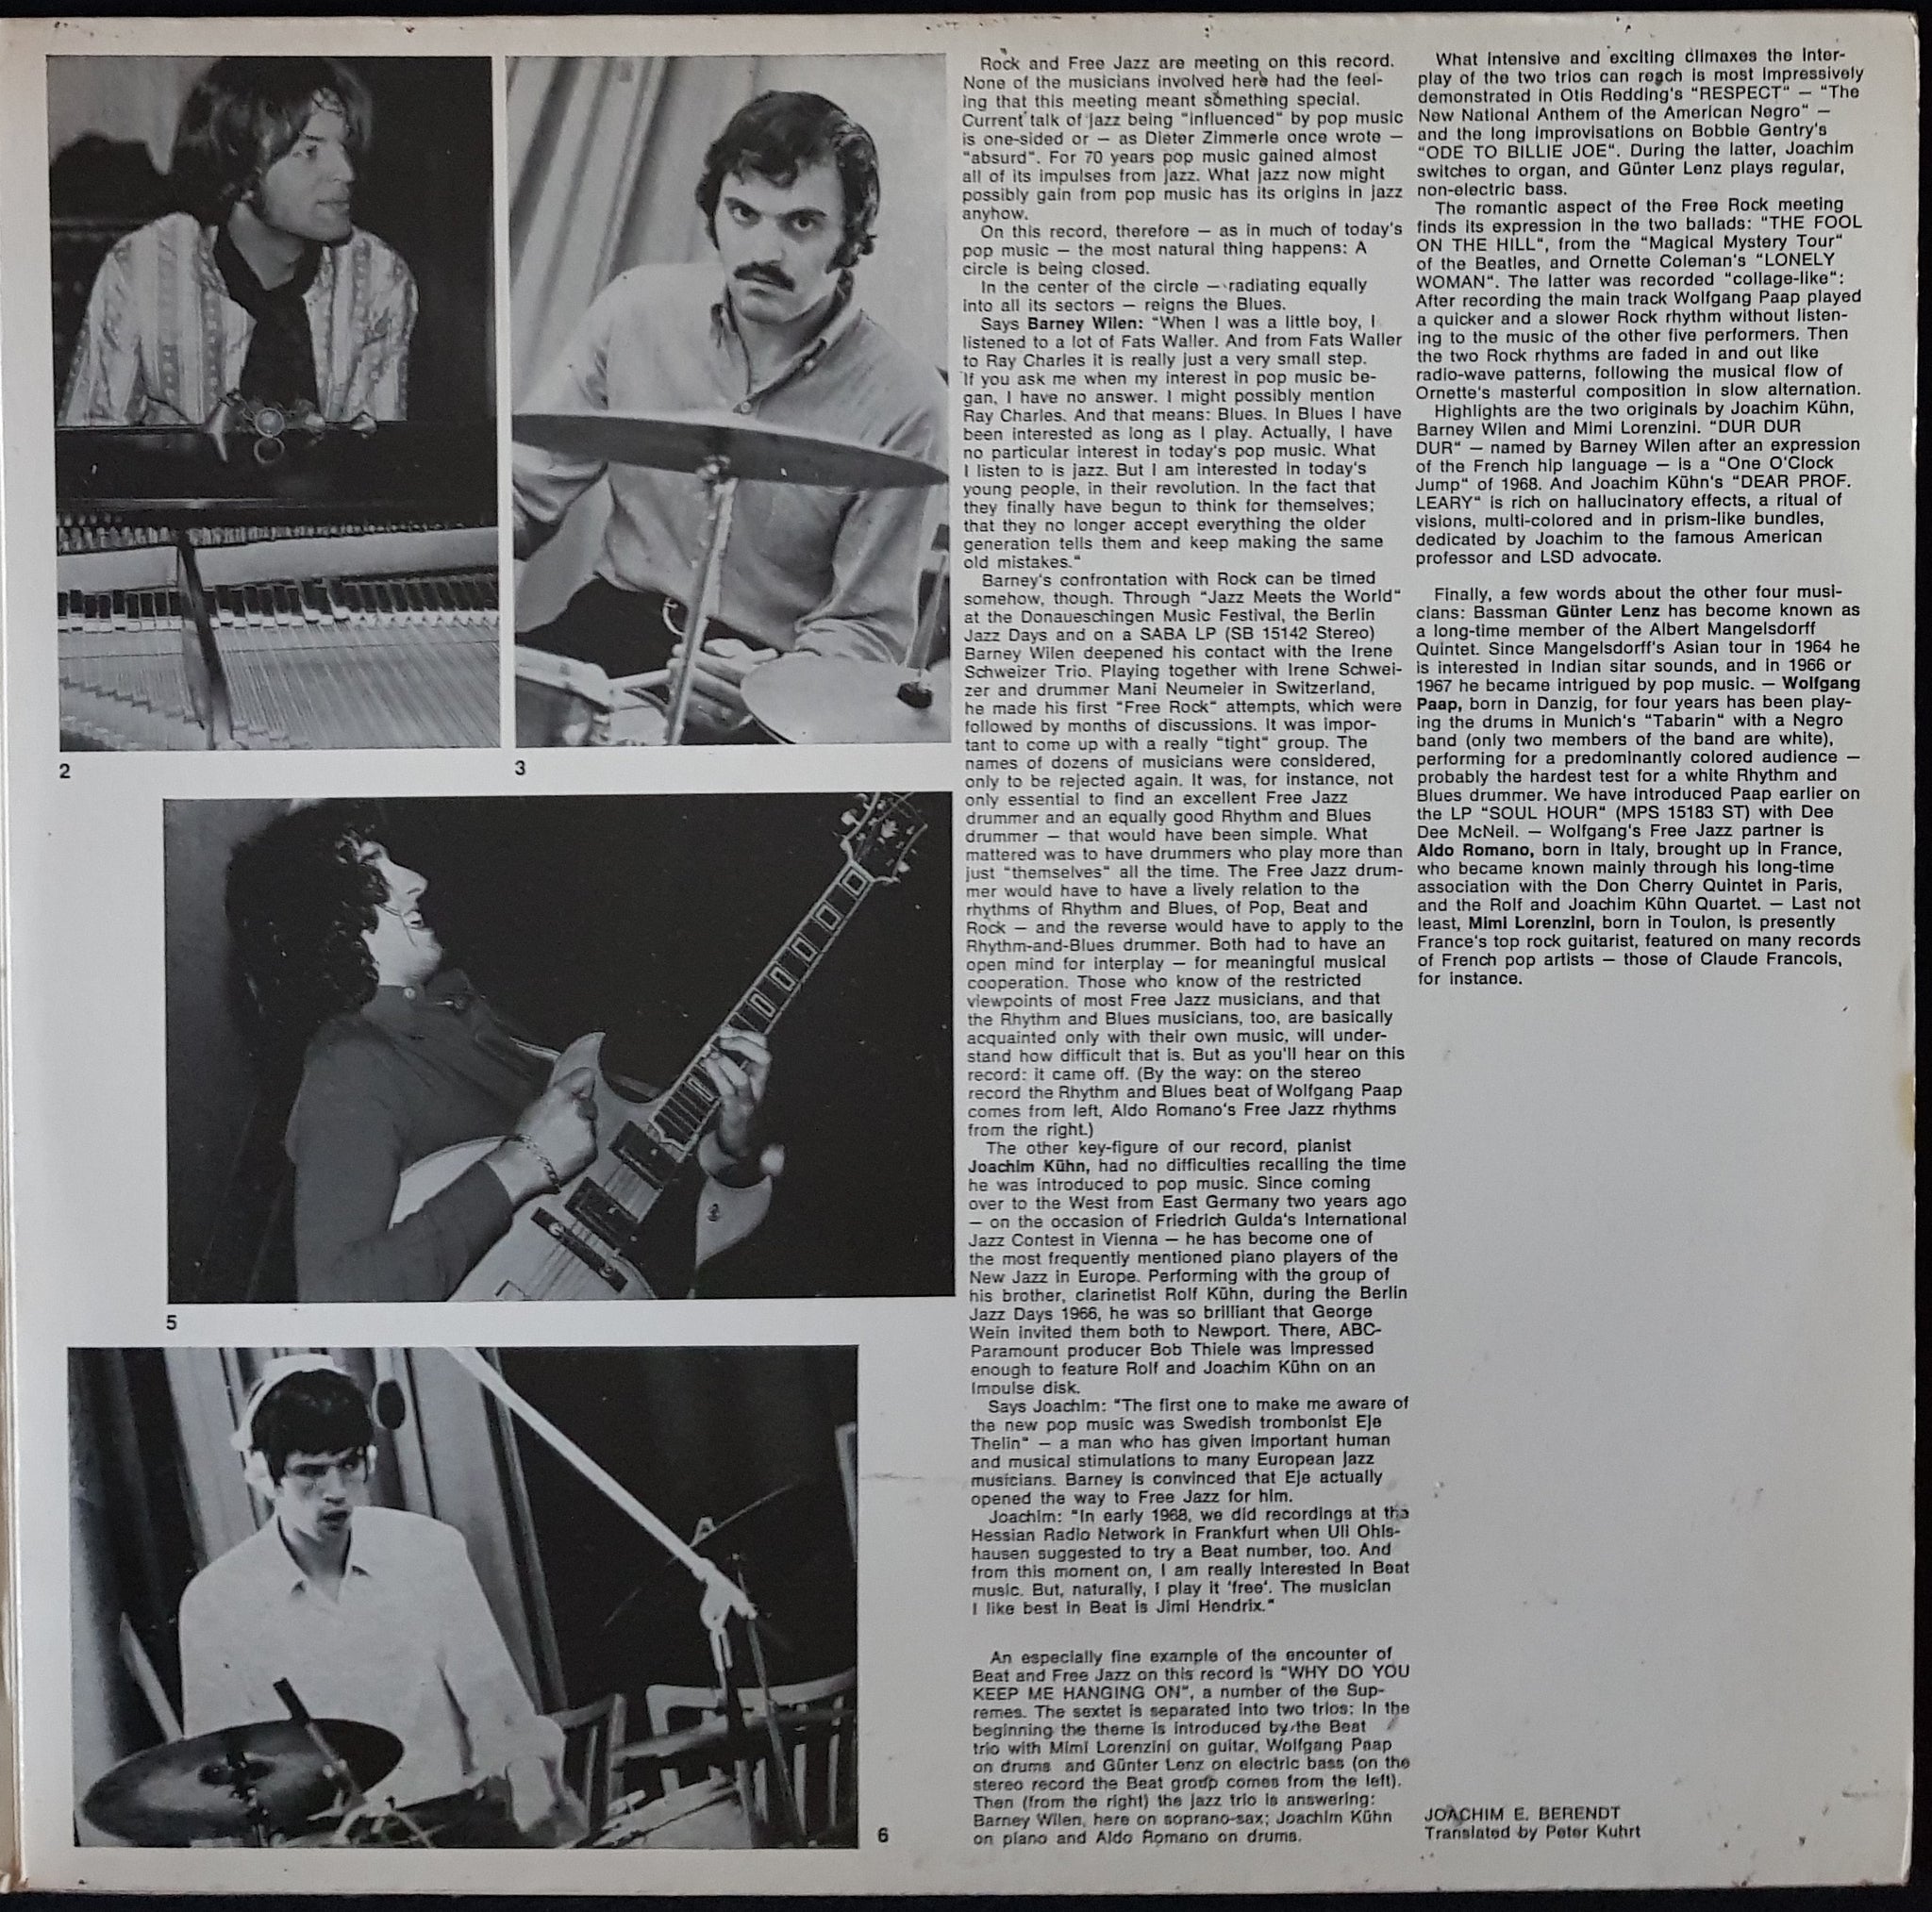 2
3
5
6
Rock and Free Jazz are meeting on this record.
None of the musicians involved here had the feel-
ing that this meeting meant something special.
Current talk of jazz being "influenced" by pop music
is one-sided or — as Dieter Zimmerle once wrote —
"absurd". For 70 years pop music gained almost
all of its impulses from jazz. What jazz now might
possibly gain from pop music has its origins in jazz
anyhow.
On this record, therefore — as in much of today's
pop music — the most natural thing happens: A
circle is being closed.
In the center of the circle — radiating equally
into all its sectors — reigns the Blues.
Says Barney Wilen: "When I was a little boy, I
listened to a lot of Fats Waller. And from Fats Waller
to Ray Charles it is really just a very small step.
If you ask me when my interest in pop music be-
gan, I have no answer. I might possibly mention
Ray Charles. And that means: Blues. In Blues I have
been interested as long as I play. Actually, I have
no particular interest in today's pop music. What
I listen to is jazz. But I am interested in today's
young people, in their revolution. In the fact that
they finally have begun to think for themselves;
that they no longer accept everything the older
generation tells them and keep making the same
old mistakes."
Barney's confrontation with Rock can be timed
somehow, though. Through "Jazz Meets the World"
at the Donaueschingen Music Festival, the Berlin
Jazz Days and on a SABA LP (SB 15142 Stereo)
Barney Wilen deepened his contact with the Irene
Schweizer Trio. Playing together with Irene Schwei-
zer and drummer Mani Neumeier in Switzerland,
he made his first "Free Rock" attempts, which were
followed by months of discussions. It was impor-
tant to come up with a really "tight" group. The
names of dozens of musicians were considered,
only to be rejected again. It was, for instance, not
only essential to find an excellent Free Jazz
drummer and an equally good Rhythm and Blues
drummer — that would have been simple. What
mattered was to have drummers who play more than
just "themselves" all the time. The Free Jazz drum-
mer would have to have a lively relation to the
rhythms of Rhythm and Blues, of Pop, Beat and
Rock — and the reverse would have to apply to the
Rhythm-and-Blues drummer. Both had to have an
open mind for interplay — for meaningful musical
cooperation. Those who know of the restricted
viewpoints of most Free Jazz musicians, and that
the Rhythm and Blues musicians, too, are basically
acquainted only with their own music, will under-
stand how difficult that is. But as you'll hear on this
record: it came off. (By the way: on the stereo
record the Rhythm and Blues beat of Wolfgang Paap
comes from left, Aldo Romano's Free Jazz rhythms
from the right.)
The other key-figure of our record, pianist
Joachim Kühn, had no difficulties recalling the time
he was introduced to pop music. Since coming
over to the West from East Germany two years ago
— on the occasion of Friedrich Gulda's International
Jazz Contest in Vienna — he has become one of
the most frequently mentioned piano players of the
New Jazz in Europe. Performing with the group of
his brother, clarinetist Rolf Kühn, during the Berlin
Jazz Days 1966, he was so brilliant that George
Wein invited them both to Newport. There, ABC-
Paramount producer Bob Thiele was impressed
enough to feature Rolf and Joachim Kühn on an
Impulse disk.
Says Joachim: "The first one to make me aware of
the new pop music was Swedish trombonist Eje
Thelin" — a man who has given important human
and musical stimulations to many European jazz
musicians. Barney is convinced that Eje actually
opened the way to Free Jazz for him.
Joachim: "In early 1968, we did recordings at the
Hessian Radio Network in Frankfurt when Uli Ohls-
hausen suggested to try a Beat number, too. And
from this moment on, I am really interested in Beat
music. But, naturally, I play it 'free'. The musician
I like best in Beat is Jimi Hendrix."
An especially fine example of the encounter of
Beat and Free Jazz on this record is "WHY DO YOU
KEEP ME HANGING ON", a number of the Sup-
remes. The sextet is separated into two trios: In the
beginning the theme is introduced by the Beat
trio with Mimi Lorenzini on guitar, Wolfgang Paap
on drums and Günter Lenz on electric bass (on the
stereo record the Beat group comes from the left).
Then (from the right) the jazz trio is answering:
Barney Wilen, here on soprano-sax; Joachim Kühn
on piano and Aldo Romano on drums.
What intensive and exciting climaxes the inter-
play of the two trios can reach is most impressively
demonstrated in Otis Redding's "RESPECT" — "The
New National Anthem of the American Negro" —
and the long improvisations on Bobbie Gentry's
"ODE TO BILLIE JOE". During the latter, Joachim
switches to organ, and Günter Lenz plays regular,
non-electric bass.
The romantic aspect of the Free Rock meeting
finds its expression in the two ballads: "THE FOOL
ON THE HILL", from the "Magical Mystery Tour"
of the Beatles, and Ornette Coleman's "LONELY
WOMAN". The latter was recorded "collage-like":
After recording the main track Wolfgang Paap played
a quicker and a slower Rock rhythm without listen-
ing to the music of the other five performers. Then
the two Rock rhythms are faded in and out like
radio-wave patterns, following the musical flow of
Ornette's masterful composition in slow alternation.
Highlights are the two originals by Joachim Kühn,
Barney Wilen and Mimi Lorenzini. "DUR DUR
DUR" — named by Barney Wilen after an expression
of the French hip language — is a "One O'Clock
Jump" of 1968. And Joachim Kühn's "DEAR PROF.
LEARY" is rich on hallucinatory effects, a ritual of
visions, multi-colored and in prism-like bundles,
dedicated by Joachim to the famous American
professor and LSD advocate.
Finally, a few words about the other four musi-
cians: Bassman Günter Lenz has become known as
a long-time member of the Albert Mangelsdorff
Quintet. Since Mangelsdorff's Asian tour in 1964 he
is interested in Indian sitar sounds, and in 1966 or
1967 he became intrigued by pop music. — Wolfgang
Paap, born in Danzig, for four years has been play-
ing the drums in Munich's "Tabarin" with a Negro
band (only two members of the band are white),
performing for a predominantly colored audience —
probably the hardest test for a white Rhythm and
Blues drummer. We have introduced Paap earlier on
the LP "SOUL HOUR" (MPS 15183 ST) with Dee
Dee McNeil. — Wolfgang's Free Jazz partner is
Aldo Romano, born in Italy, brought up in France,
who became known mainly through his long-time
association with the Don Cherry Quintet in Paris,
and the Rolf and Joachim Kühn Quartet. — Last not
least, Mimi Lorenzini, born in Toulon, is presently
France's top rock guitarist, featured on many records
of French pop artists — those of Claude Francois,
for instance.
JOACHIM E. BERENDT
Translated by Peter Kuhrt